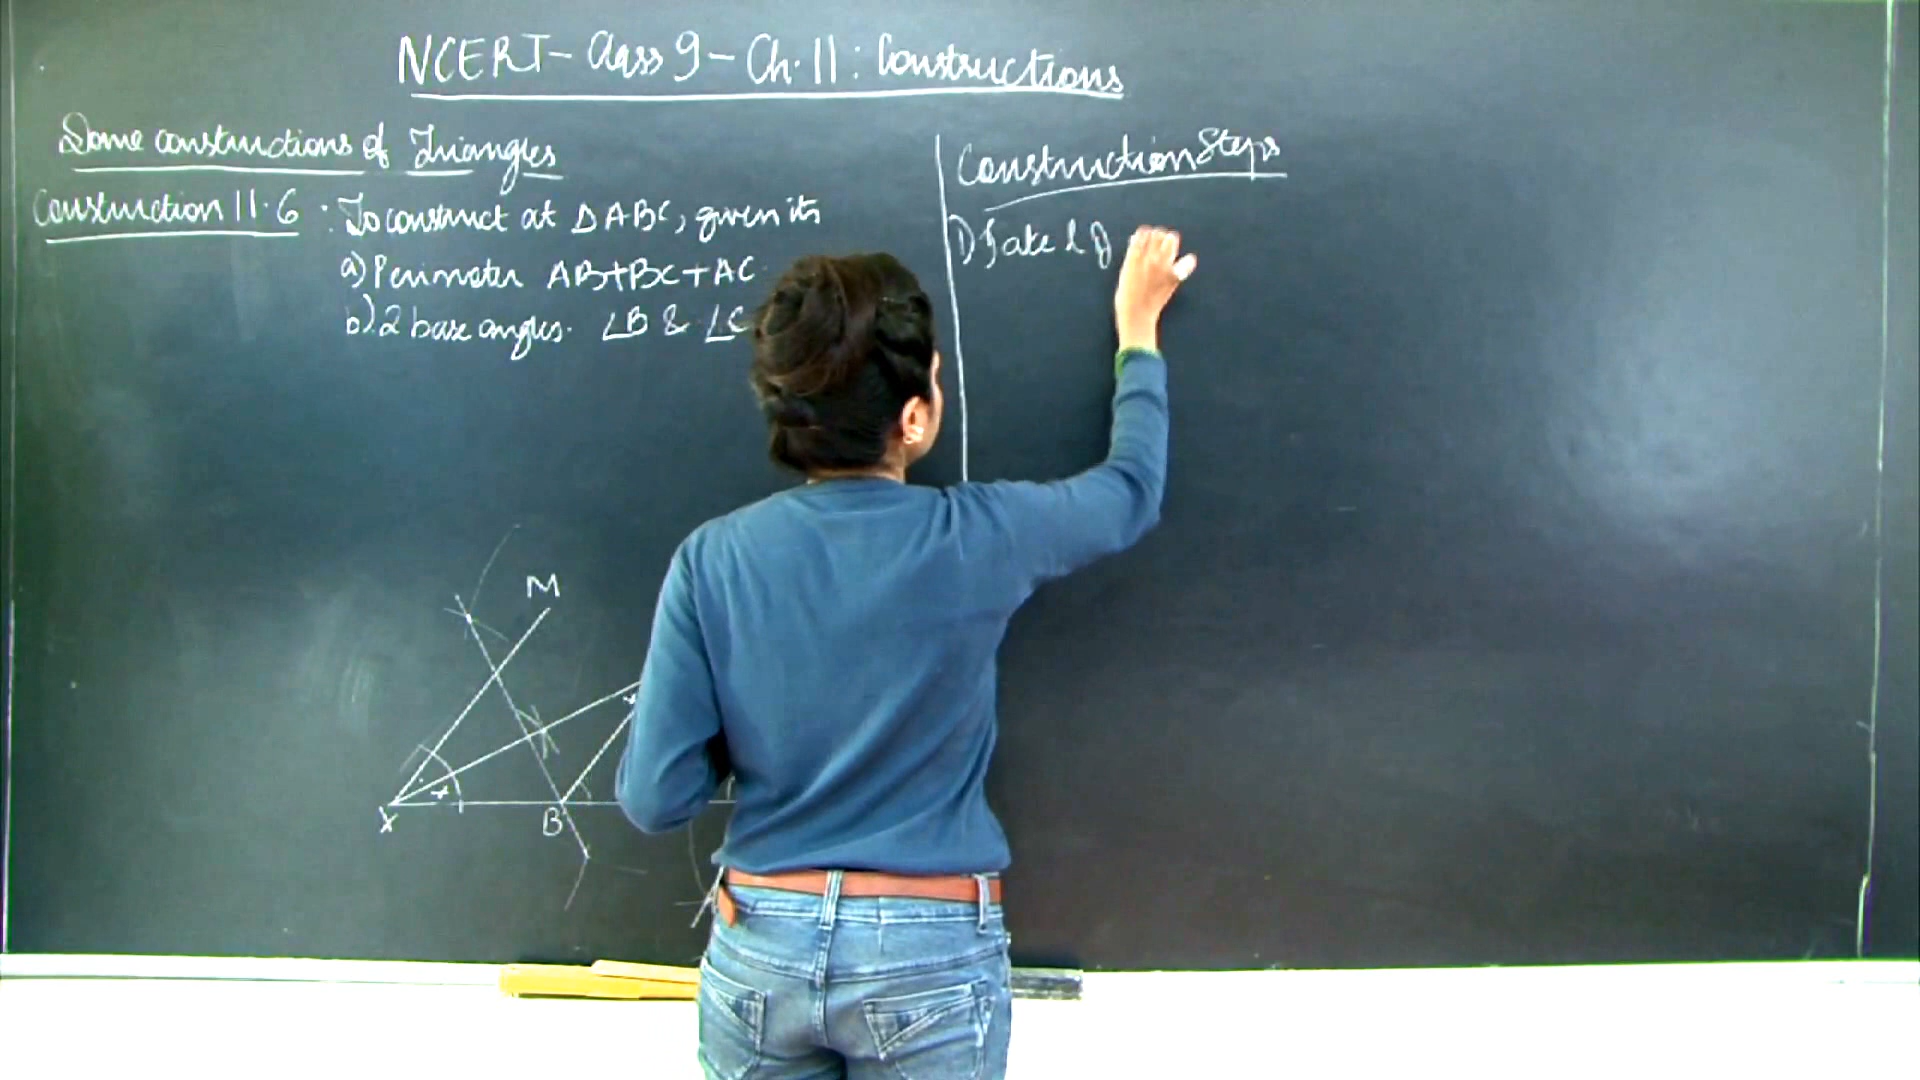 NCERT - Class 9 - Ch. 11 : Constructions
Some constructions of Triangles
Construction 11.6 : To construct at △ABC, given its
a) Perimeter AB+BC+AC
b) 2 base angles. ∠B & ∠C
Construction Steps
1)
M
X
B